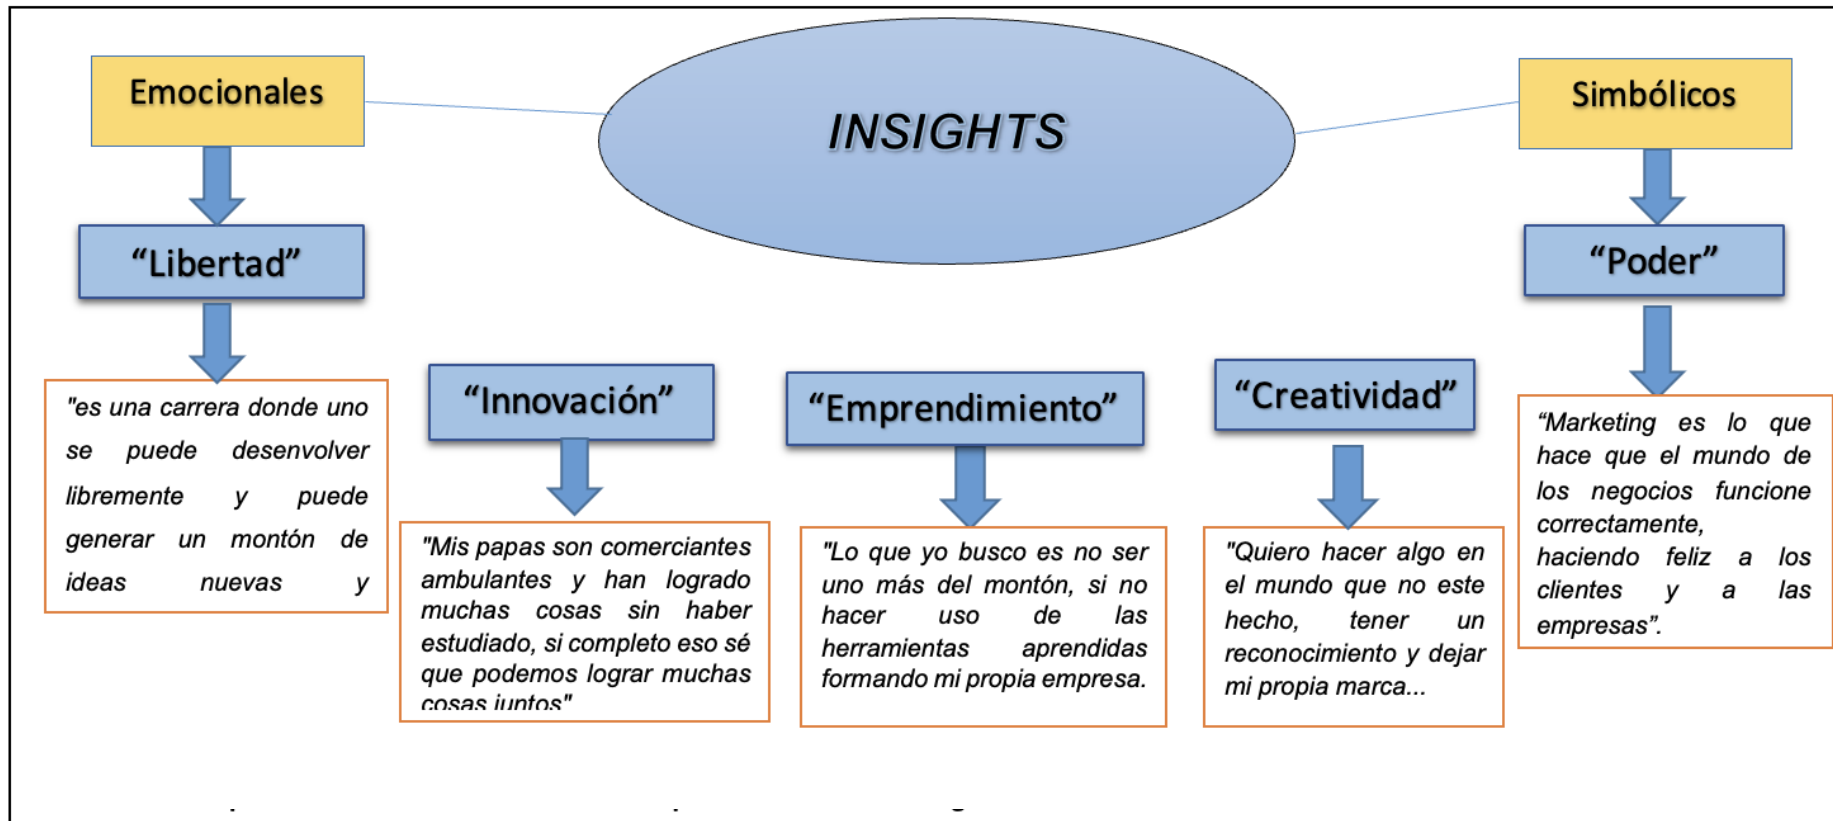 INSIGHTS
Emocionales
Simbólicos
“Libertad”
“Poder”
“Innovación”
“Emprendimiento”
“Creatividad”
"es una carrera donde uno
se puede desenvolver
libremente y puede
generar un montón de
ideas nuevas y
"Mis papas son comerciantes
ambulantes y han logrado
muchas cosas sin haber
estudiado, si completo eso sé
que podemos lograr muchas
cosas juntos"
"Lo que yo busco es no ser
uno más del montón, si no
hacer uso de las
herramientas aprendidas
formando mi propia empresa.
"Quiero hacer algo en
el mundo que no este
hecho, tener un
reconocimiento y dejar
mi propia marca...
“Marketing es lo que
hace que el mundo de
los negocios funcione
correctamente,
haciendo feliz a los
clientes y a las
empresas”.